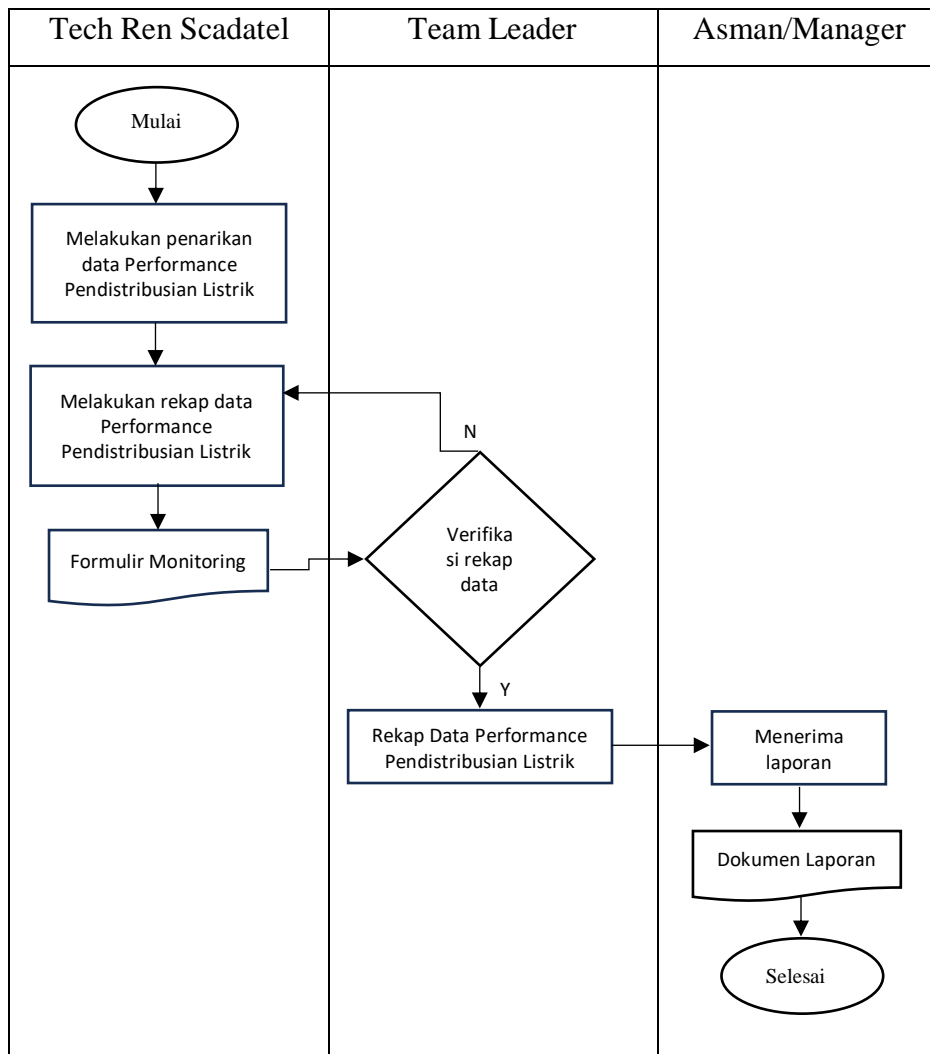 Tech Ren Scadatel
Team Leader
Asman/Manager
Mulai
Melakukan penarikan
data Performance
Pendistribusian Listrik
Melakukan rekap data
Performance
Pendistribusian Listrik
N
Formulir Monitoring
Verifika
si rekap
data
Y
Rekap Data Performance
Pendistribusian Listrik
Menerima
laporan
Dokumen Laporan
Selesai